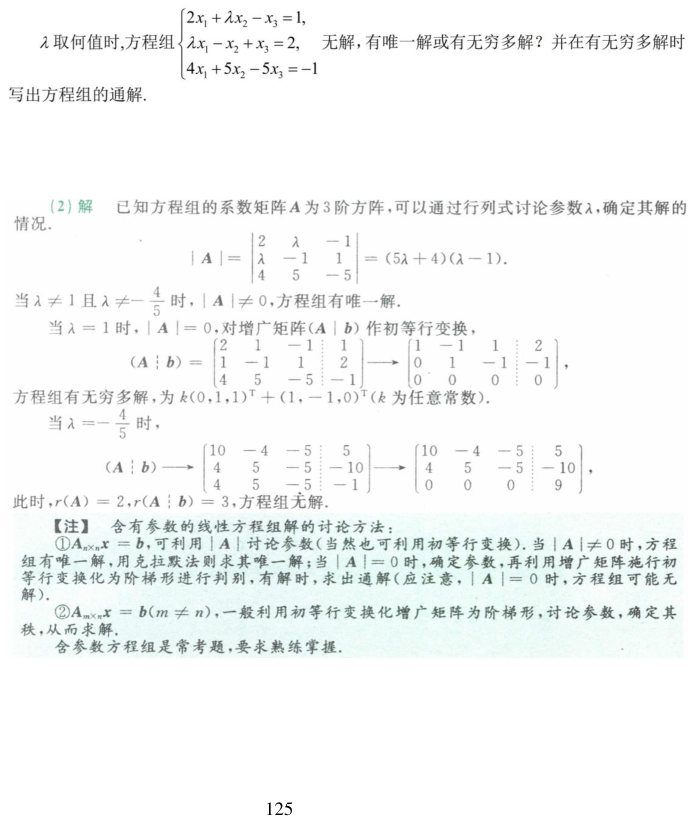 λ取何值时,方程组 { 2x₁ + λx₂ − x₃ = 1,
λx₁ − x₂ + x₃ = 2, 无解,有唯一解或有无穷多解?并在有无穷多解时
4x₁ + 5x₂ − 5x₃ = −1
写出方程组的通解.
(2) 解 已知方程组的系数矩阵 A 为3阶方阵,可以通过行列式讨论参数λ,确定其解的
情况.
| A | = | 2 λ −1 |
| λ −1 1 | = (5λ + 4)(λ − 1).
| 4 5 −5 |
当 λ ≠ 1 且 λ ≠ − 4/5 时, | A | ≠ 0,方程组有唯一解.
当 λ = 1 时, | A | = 0,对增广矩阵(A ┆ b) 作初等行变换,
[ 2 1 −1 ┆ 1 ] [ 1 −1 1 ┆ 2 ]
(A ┆ b) = [ 1 −1 1 ┆ 2 ] → [ 0 1 −1 ┆ −1 ],
[ 4 5 −5 ┆ −1 ] [ 0 0 0 ┆ 0 ]
方程组有无穷多解,为 k(0,1,1)ᵀ + (1, −1,0)ᵀ(k 为任意常数).
当 λ = − 4/5 时,
[ 10 −4 −5 ┆ 5 ] [ 10 −4 −5 ┆ 5 ]
(A ┆ b) → [ 4 5 −5 ┆ −10 ] → [ 4 5 −5 ┆ −10 ],
[ 4 5 −5 ┆ −1 ] [ 0 0 0 ┆ 9 ]
此时,r(A) = 2,r(A ┆ b) = 3,方程组无解.
【注】 含有参数的线性方程组解的讨论方法:
①Aₙₓₙx = b,可利用 | A | 讨论参数(当然也可利用初等行变换).当 | A | ≠ 0 时,方程
组有唯一解,用克拉默法则求其唯一解;当 | A | = 0 时,确定参数,再利用增广矩阵施行初
等行变换化为阶梯形进行判别,有解时,求出通解(应注意, | A | = 0 时,方程组可能无
解).
②Aₘₓₙx = b(m ≠ n),一般利用初等行变换化增广矩阵为阶梯形,讨论参数,确定其
秩,从而求解.
含参数方程组是常考题,要求熟练掌握.
125